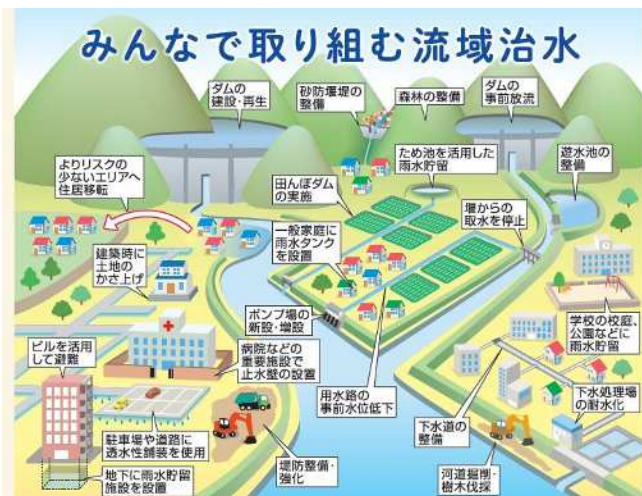 みんなで取り組む流域治水
ダムの
建設・再生
砂防堰堤の
整備
森林の整備
ダムの
事前放流
よりリスクの
少ないエリアへ
住居移転
田んぼダム
の実施
ため池を活用した
雨水貯留
遊水池の
整備
建築時に
土地の
かさ上げ
一般家庭に
雨水タンク
を設置
堰からの
取水を停止
ポンプ場の
新設・増設
学校の校庭、
公園などに
雨水貯留
ビルを活用
して避難
病院などの
重要施設で
止水壁の設置
用水路の
事前水位低下
下水道の
整備
下水処理場
の耐水化
駐車場や道路に
透水性舗装を使用
地下に雨水貯留
施設を設置
堤防整備・
強化
河道掘削・
樹木伐採